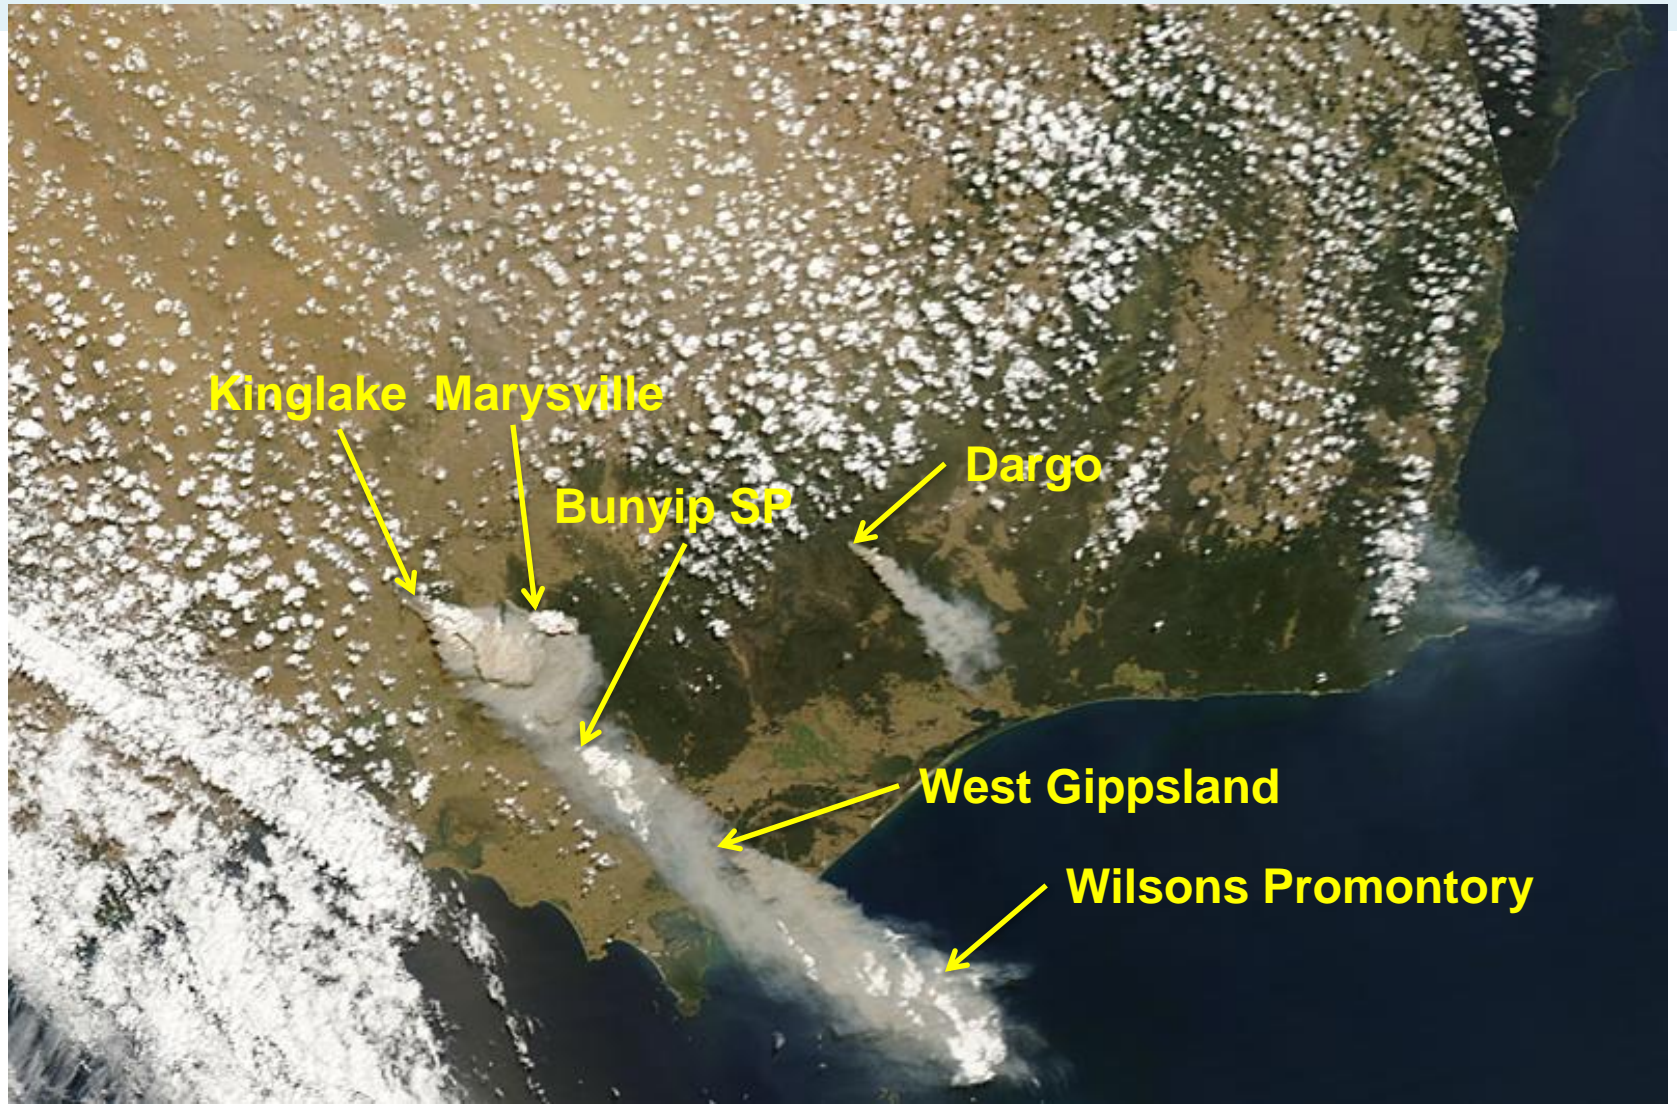 Kinglake
Marysville
Bunyip SP
Dargo
West Gippsland
Wilsons Promontory